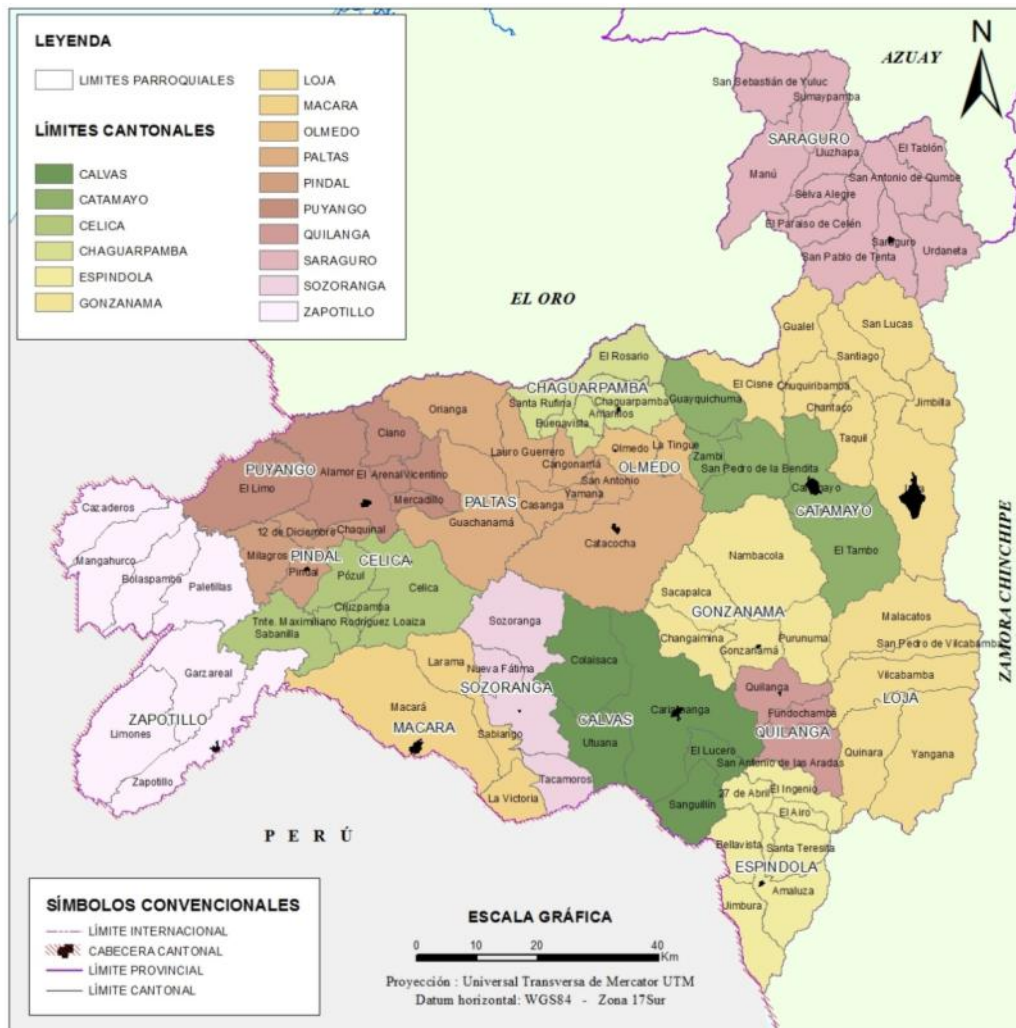 LEYENDA
LIMITES PARROQUIALES
LÍMITES CANTONALES
CALVAS
CATAMAYO
CELICA
CHAGUARPAMBA
ESPINDOLA
GONZANAMA
LOJA
MACARA
OLMEDO
PALTAS
PINDAL
PUYANGO
QUILANGA
SARAGURO
SOZORANGA
ZAPOTILLO
N
AZUAY
EL ORO
ZAMORA CHINCHIPE
P E R Ú
San Sebastián de Yuluc
Sumaypamba
SARAGURO
Lluzhapa
El Tablón
Manú
San Antonio de Qumbe
Selva Alegre
El Paraiso de Celén
Saraguro
San Pablo de Tenta
Urdaneta
Gualel
San Lucas
Santiago
El Cisne
Chuquiribamba
Jimbilla
Chantaco
Taquil
El Rosario
CHAGUARPAMBA
Santa Rufina
Chaguarpamba
Amarillos
Buenavista
Guayquichuma
Zambi
San Pedro de la Bendita
Catamayo
CATAMAYO
El Tambo
Orianga
Lauro Guerrero
Cangonamá
Olmedo
La Tingue
OLMEDO
San Antonio
Yamana
Casanga
PALTAS
Guachanamá
Catacocha
Ciano
PUYANGO
Alamor
El Arenal
Vicentino
El Limo
Mercadillo
12 de Diciembre
Chaquinal
Milagros
PINDAL
Pindal
CELICA
Pózul
Celica
Cruzpamba
Tnte. Maximiliano Rodríguez Loaiza
Sabanilla
Cazaderos
Mangahurco
Bolaspamba
Paletillas
Garzareal
ZAPOTILLO
Limones
Zapotillo
Larama
Macará
MACARA
Sabiango
La Victoria
Sozoranga
Nueva Fátima
SOZORANGA
Tacamoros
Colaisaca
CALVAS
Utuana
Cariamanga
El Lucero
Sanguillín
Nambacola
Sacapalca
GONZANAMA
Changaimina
Purunuma
Gonzanamá
Quilanga
Fundochamba
QUILANGA
San Antonio de las Aradas
Malacatos
San Pedro de Vilcabamba
Vilcabamba
LOJA
Quinara
Yangana
27 de Abril
El Ingenio
El Airo
Bellavista
Santa Teresita
ESPINDOLA
Amaluza
Jimbura
SÍMBOLOS CONVENCIONALES
LÍMITE INTERNACIONAL
CABECERA CANTONAL
LÍMITE PROVINCIAL
LÍMITE CANTONAL
ESCALA GRÁFICA
0 10 20 40
Km
Proyección : Universal Transversa de Mercator UTM
Datum horizontal: WGS84 - Zona 17Sur